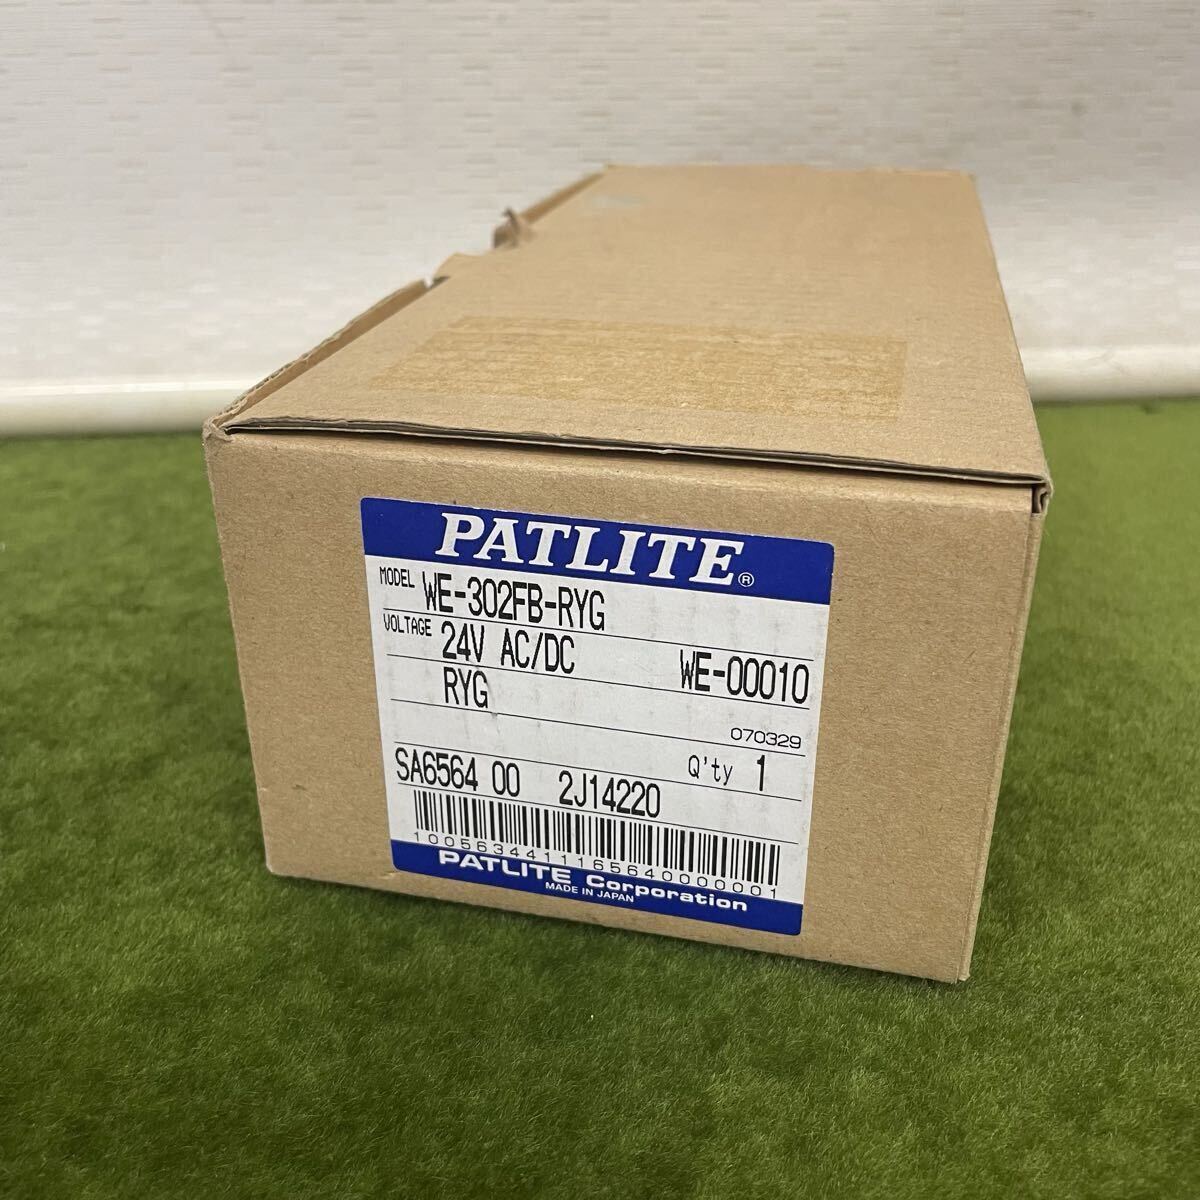 PATLITE®
MODEL WE-302FB-RYG
VOLTAGE 24V AC/DC WE-00010
RYG
070329
SA6564 00 2J14220 Q'ty 1
1005634411165640000001
PATLITE Corporation
MADE IN JAPAN